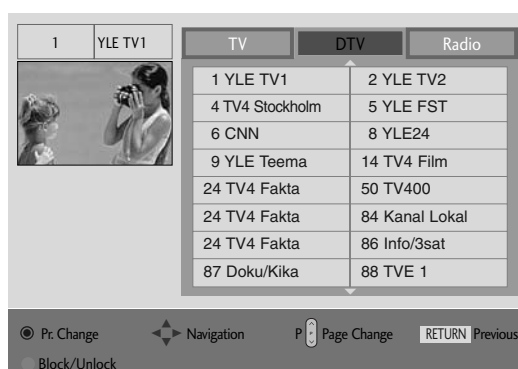 1 YLE TV1
TV DTV Radio
1 YLE TV1 2 YLE TV2
4 TV4 Stockholm 5 YLE FST
6 CNN 8 YLE24
9 YLE Teema 14 TV4 Film
24 TV4 Fakta 50 TV400
24 TV4 Fakta 84 Kanal Lokal
24 TV4 Fakta 86 Info/3sat
87 Doku/Kika 88 TVE 1
Pr. Change Navigation P Page Change RETURN Previous
Block/Unlock